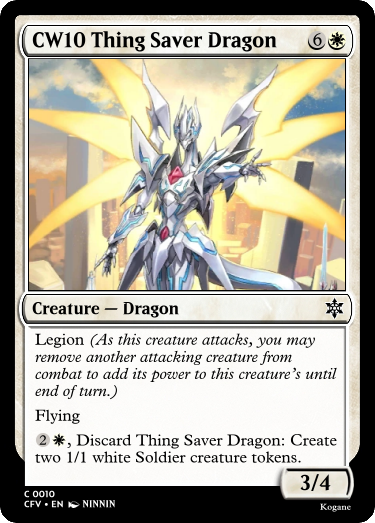 CW10 Thing Saver Dragon 6
Creature — Dragon
Legion (As this creature attacks, you may
remove another attacking creature from
combat to add its power to this creature's until
end of turn.)
Flying
2, Discard Thing Saver Dragon: Create
two 1/1 white Soldier creature tokens.
3/4
C 0010
CFV • EN NINNIN
Kogane